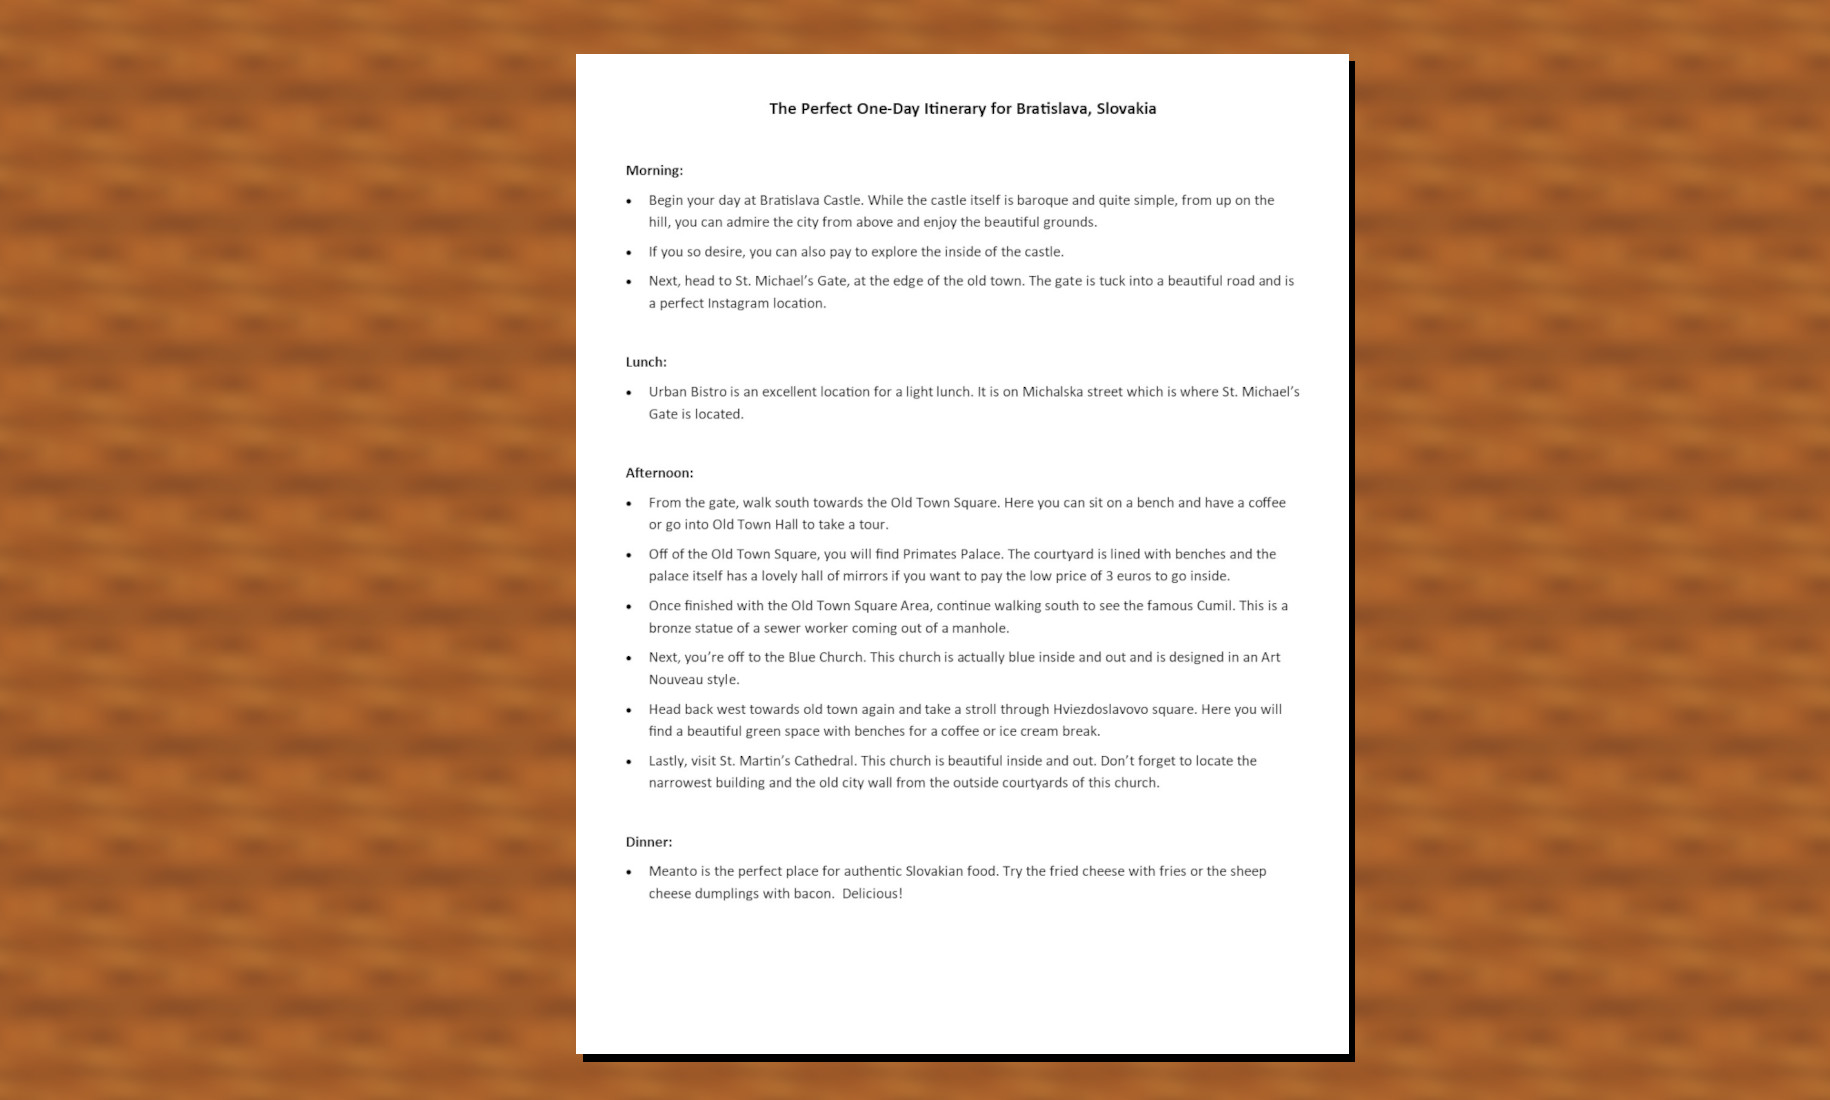 The Perfect One-Day Itinerary for Bratislava, Slovakia
Morning:
• Begin your day at Bratislava Castle. While the castle itself is baroque and quite simple, from up on the
hill, you can admire the city from above and enjoy the beautiful grounds.
• If you so desire, you can also pay to explore the inside of the castle.
• Next, head to St. Michael’s Gate, at the edge of the old town. The gate is tuck into a beautiful road and is
a perfect Instagram location.
Lunch:
• Urban Bistro is an excellent location for a light lunch. It is on Michalska street which is where St. Michael’s
Gate is located.
Afternoon:
• From the gate, walk south towards the Old Town Square. Here you can sit on a bench and have a coffee
or go into Old Town Hall to take a tour.
• Off of the Old Town Square, you will find Primates Palace. The courtyard is lined with benches and the
palace itself has a lovely hall of mirrors if you want to pay the low price of 3 euros to go inside.
• Once finished with the Old Town Square Area, continue walking south to see the famous Cumil. This is a
bronze statue of a sewer worker coming out of a manhole.
• Next, you’re off to the Blue Church. This church is actually blue inside and out and is designed in an Art
Nouveau style.
• Head back west towards old town again and take a stroll through Hviezdoslavovo square. Here you will
find a beautiful green space with benches for a coffee or ice cream break.
• Lastly, visit St. Martin’s Cathedral. This church is beautiful inside and out. Don’t forget to locate the
narrowest building and the old city wall from the outside courtyards of this church.
Dinner:
• Meanto is the perfect place for authentic Slovakian food. Try the fried cheese with fries or the sheep
cheese dumplings with bacon.  Delicious!